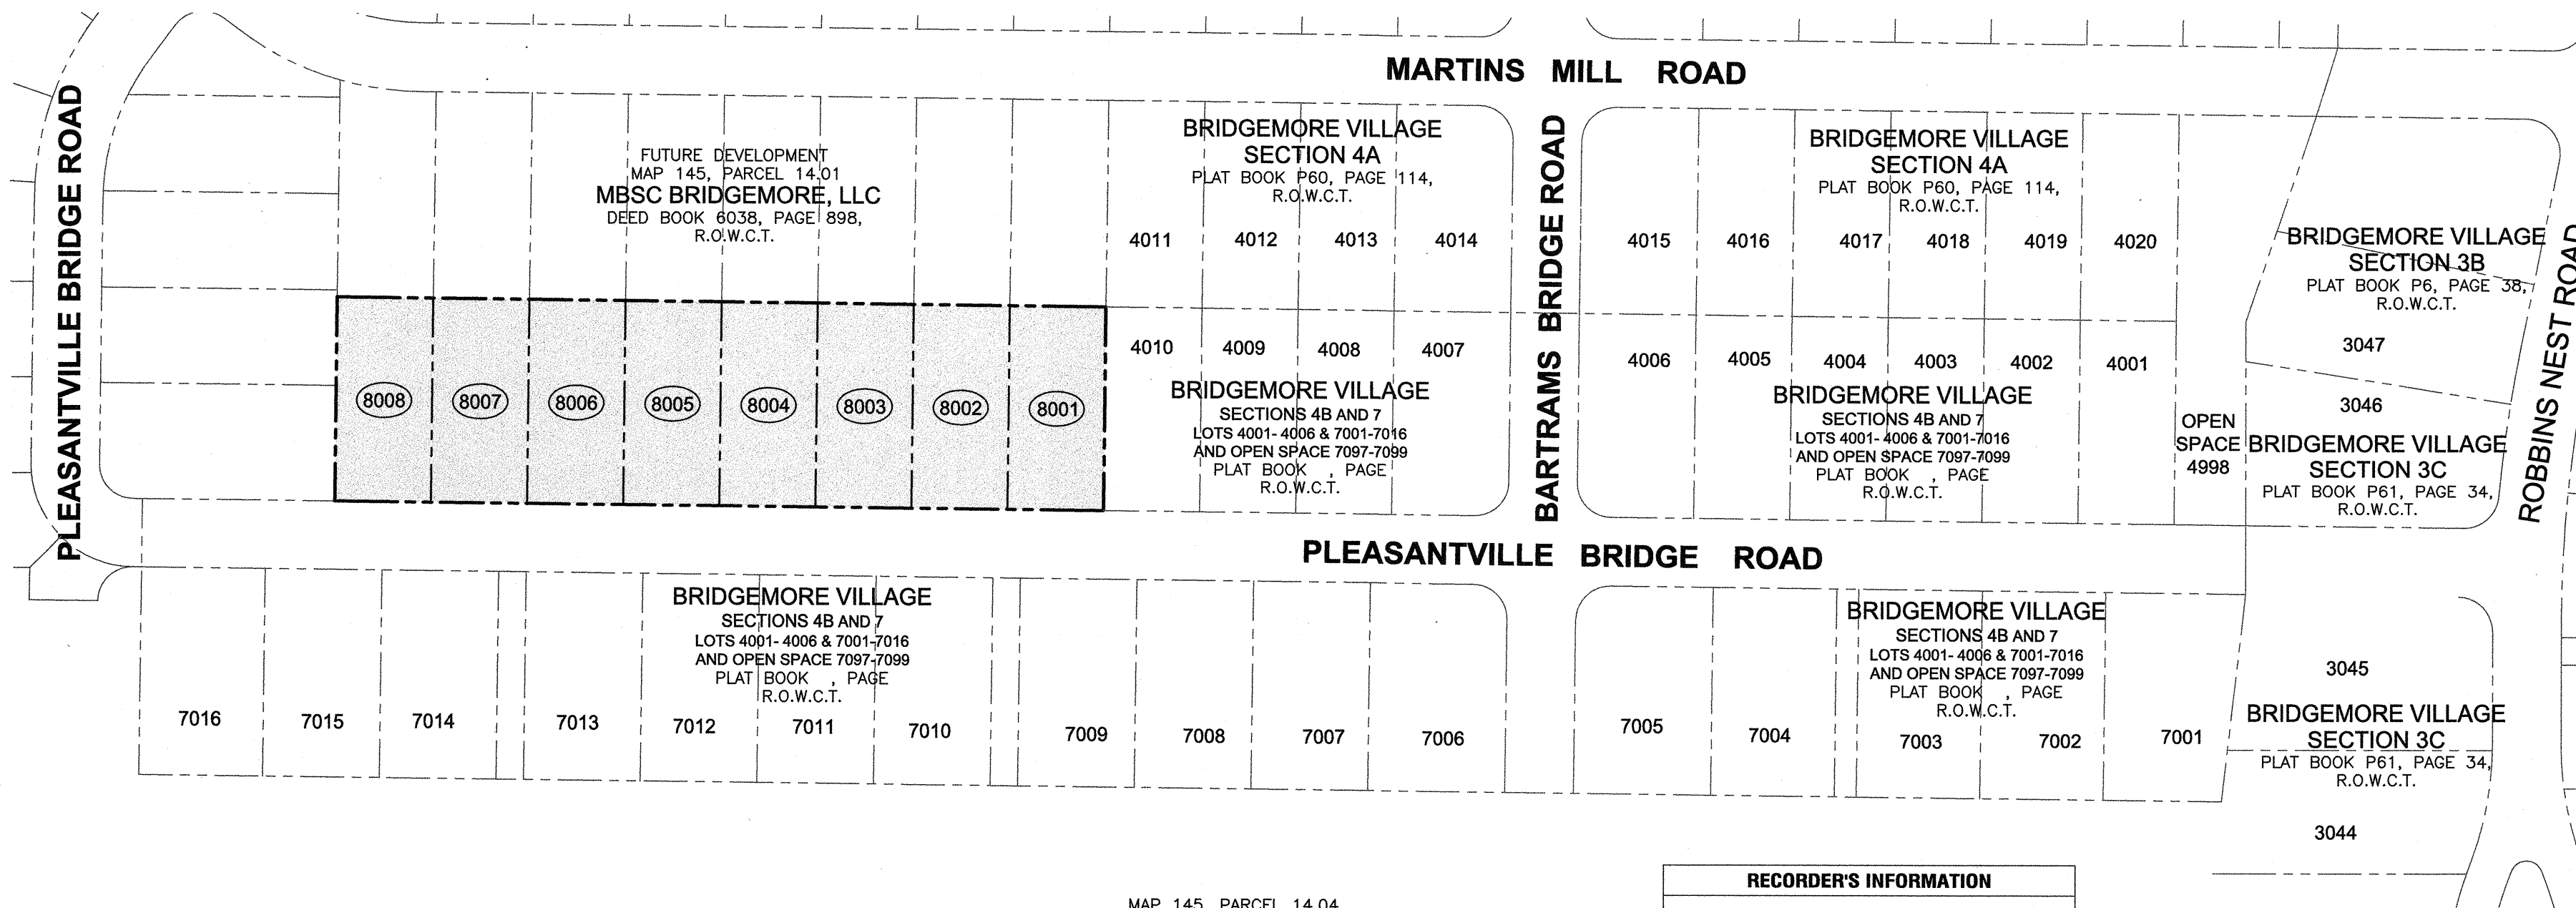 MARTINS MILL ROAD
PLEASANTVILLE BRIDGE ROAD
FUTURE DEVELOPMENT
MAP 145, PARCEL 14.01
MBSC BRIDGEMORE, LLC
DEED BOOK 6038, PAGE 898,
R.O.W.C.T.
BRIDGEMORE VILLAGE
SECTION 4A
PLAT BOOK P60, PAGE 114,
R.O.W.C.T.
4011 4012 4013 4014
BARTRAMS BRIDGE ROAD
BRIDGEMORE VILLAGE
SECTION 4A
PLAT BOOK P60, PAGE 114,
R.O.W.C.T.
4015 4016 4017 4018 4019 4020
BRIDGEMORE VILLAGE
SECTION 3B
PLAT BOOK P6, PAGE 38,
R.O.W.C.T.
3047
ROBBINS NEST ROAD
8008 8007 8006 8005 8004 8003 8002 8001
4010 4009 4008 4007
BRIDGEMORE VILLAGE
SECTIONS 4B AND 7
LOTS 4001- 4006 & 7001-7016
AND OPEN SPACE 7097-7099
PLAT BOOK , PAGE
R.O.W.C.T.
4006 4005 4004 4003 4002 4001
BRIDGEMORE VILLAGE
SECTIONS 4B AND 7
LOTS 4001- 4006 & 7001-7016
AND OPEN SPACE 7097-7099
PLAT BOOK , PAGE
R.O.W.C.T.
OPEN
SPACE
4998
3046
BRIDGEMORE VILLAGE
SECTION 3C
PLAT BOOK P61, PAGE 34,
R.O.W.C.T.
PLEASANTVILLE BRIDGE ROAD
BRIDGEMORE VILLAGE
SECTIONS 4B AND 7
LOTS 4001- 4006 & 7001-7016
AND OPEN SPACE 7097-7099
PLAT BOOK , PAGE
R.O.W.C.T.
7016 7015 7014 7013 7012 7011 7010 7009 7008 7007 7006
BRIDGEMORE VILLAGE
SECTIONS 4B AND 7
LOTS 4001- 4006 & 7001-7016
AND OPEN SPACE 7097-7099
PLAT BOOK , PAGE
R.O.W.C.T.
7005 7004 7003 7002 7001
3045
BRIDGEMORE VILLAGE
SECTION 3C
PLAT BOOK P61, PAGE 34,
R.O.W.C.T.
3044
RECORDER'S INFORMATION
MAP 145, PARCEL 14.04